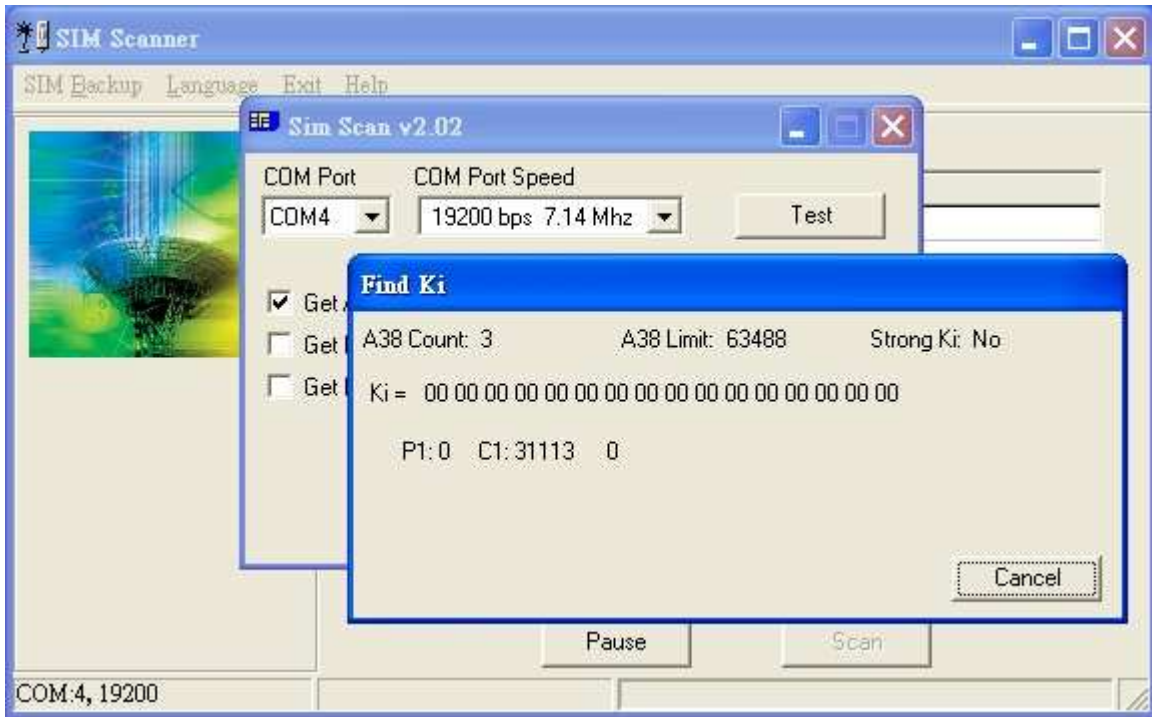 SIM Scanner
SIM Backup Language Exit Help
Sim Scan v2.02
COM Port COM Port Speed
COM4 19200 bps 7.14 Mhz Test
Find Ki
Get
A38 Count: 3 A38 Limit: 63488 Strong Ki: No
Get
Get
Ki = 00 00 00 00 00 00 00 00 00 00 00 00 00 00 00 00
P1: 0 C1: 31113 0
Cancel
Pause Scan
COM:4, 19200